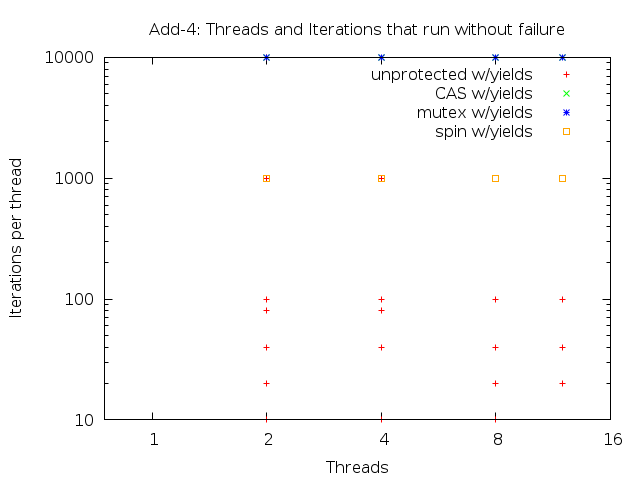 Add-4: Threads and Iterations that run without failure
10000
unprotected w/yields
CAS w/yields
mutex w/yields
spin w/yields
1000
Iterations per thread
100
10
1 2 4 8 16
Threads